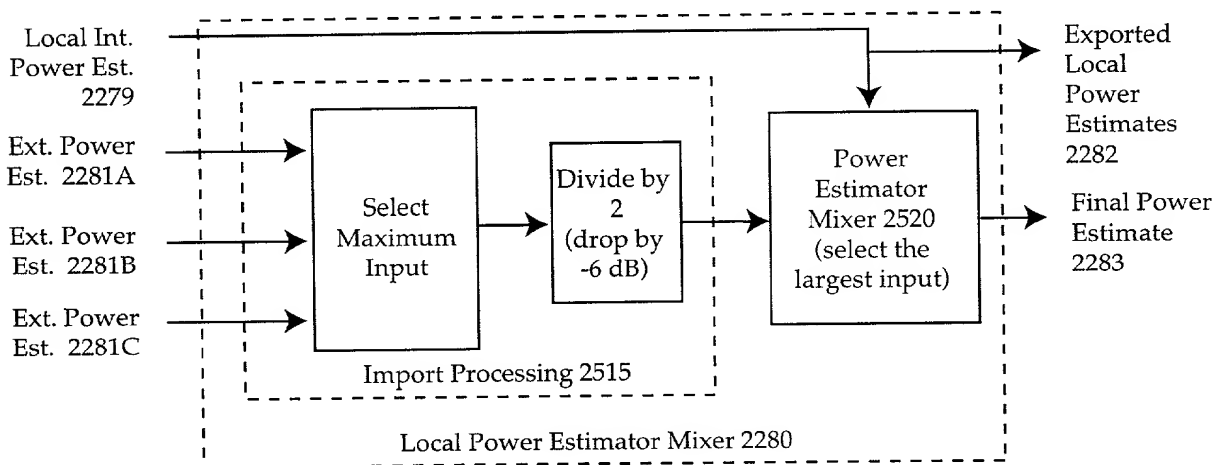 Local Int.
Power Est.
2279
Ext. Power
Est. 2281A
Ext. Power
Est. 2281B
Ext. Power
Est. 2281C
Select
Maximum
Input
Divide by
2
(drop by
-6 dB)
Import Processing 2515
Power
Estimator
Mixer 2520
(select the
largest input)
Local Power Estimator Mixer 2280
Exported
Local
Power
Estimates
2282
Final Power
Estimate
2283